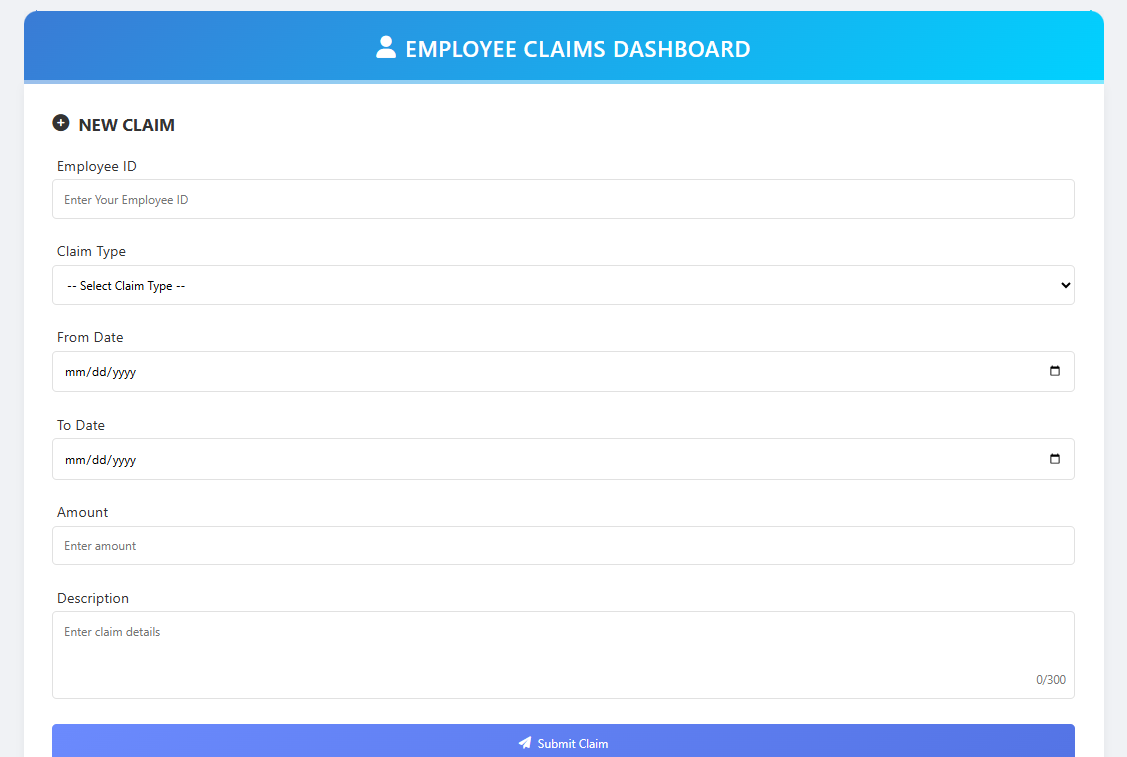 EMPLOYEE CLAIMS DASHBOARD
NEW CLAIM
Employee ID
Enter Your Employee ID
Claim Type
-- Select Claim Type --
From Date
mm/dd/yyyy
To Date
mm/dd/yyyy
Amount
Enter amount
Description
Enter claim details
0/300
Submit Claim